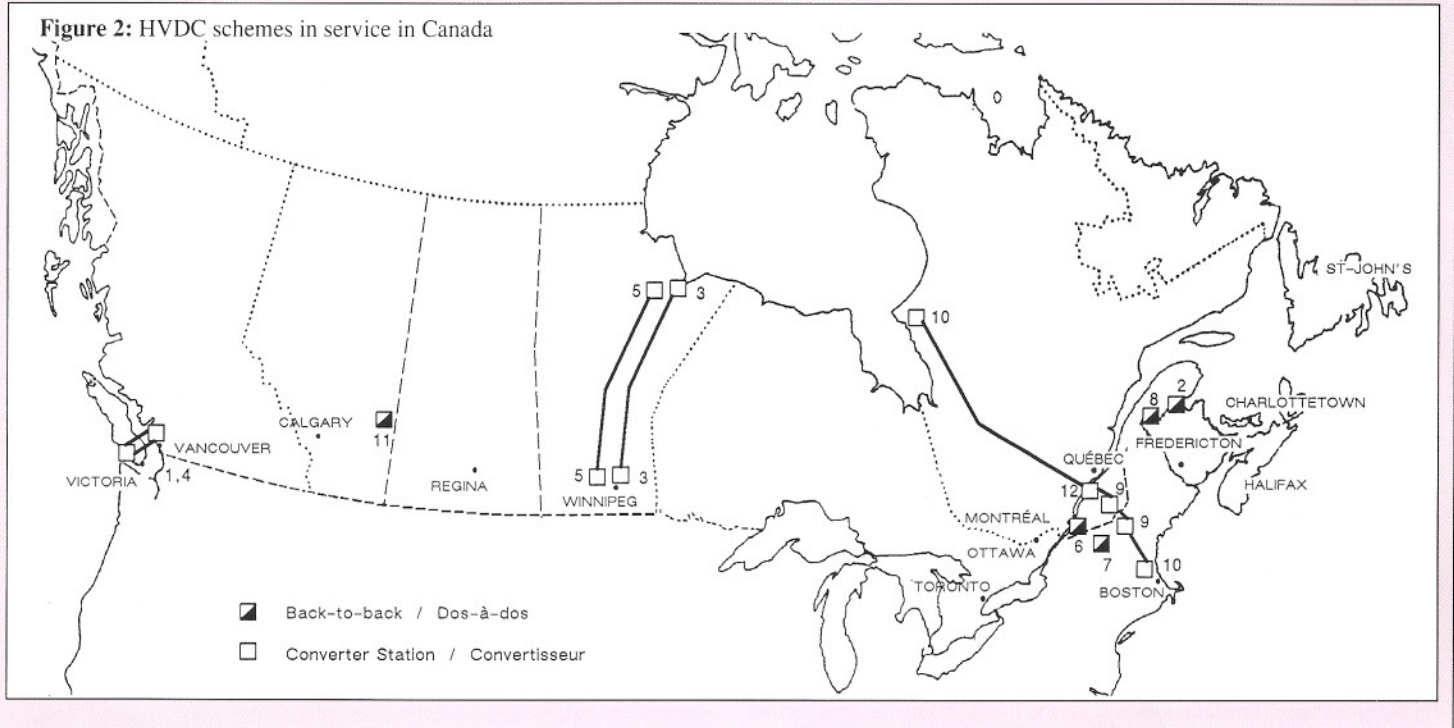 Figure 2: HVDC schemes in service in Canada
ST-JOHN'S
5
3
10
2
8
CHARLOTTETOWN
CALGARY
11
FREDERICTON
VANCOUVER
VICTORIA
1,4
REGINA
5
3
WINNIPEG
QUÉBEC
HALIFAX
12
9
MONTRÉAL
9
6
OTTAWA
7
10
TORONTO
BOSTON
Back-to-back / Dos-à-dos
Converter Station / Convertisseur